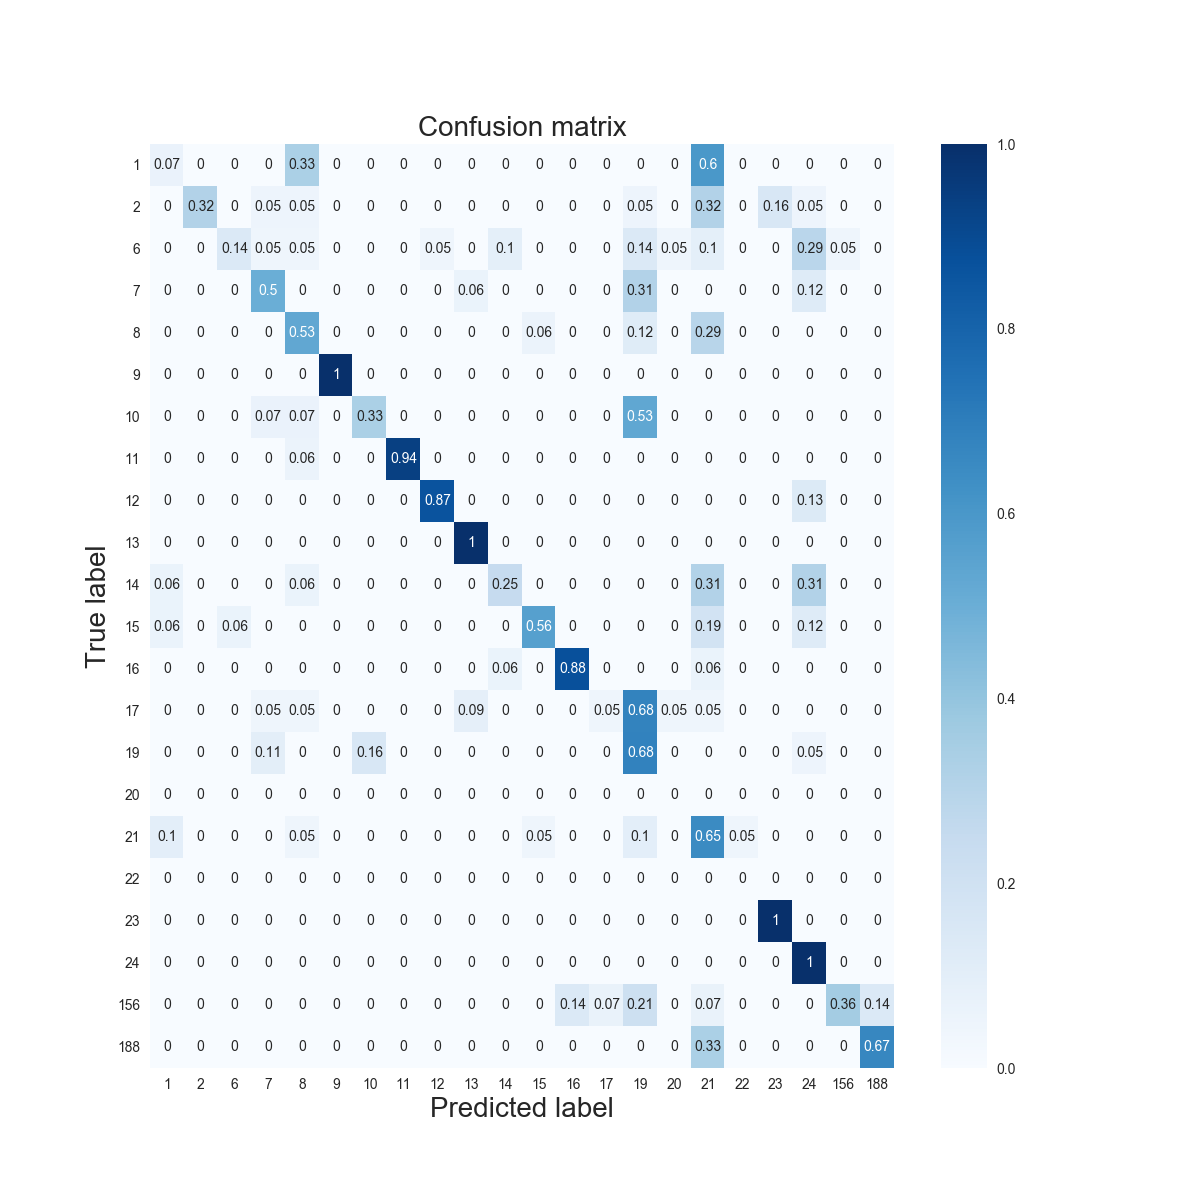 Confusion matrix
1 0.07 0 0 0 0.33 0 0 0 0 0 0 0 0 0 0 0 0.6 0 0 0 0 0 1.0
2 0 0.32 0 0.05 0.05 0 0 0 0 0 0 0 0 0 0.05 0 0.32 0 0.16 0.05 0 0
6 0 0 0.14 0.05 0.05 0 0 0 0.05 0 0.1 0 0 0 0.14 0.05 0.1 0 0 0.29 0.05 0
7 0 0 0 0.5 0 0 0 0 0 0.06 0 0 0 0 0.31 0 0 0 0 0.12 0 0
8 0 0 0 0 0.53 0 0 0 0 0 0 0.06 0 0 0.12 0 0.29 0 0 0 0 0 0.8
9 0 0 0 0 0 1 0 0 0 0 0 0 0 0 0 0 0 0 0 0 0 0
10 0 0 0 0.07 0.07 0 0.33 0 0 0 0 0 0 0 0.53 0 0 0 0 0 0 0
11 0 0 0 0 0.06 0 0 0.94 0 0 0 0 0 0 0 0 0 0 0 0 0 0
12 0 0 0 0 0 0 0 0 0.87 0 0 0 0 0 0 0 0 0 0 0.13 0 0 0.6
13 0 0 0 0 0 0 0 0 0 1 0 0 0 0 0 0 0 0 0 0 0 0
14 0.06 0 0 0 0.06 0 0 0 0 0 0.25 0 0 0 0 0 0.31 0 0 0.31 0 0
15 0.06 0 0.06 0 0 0 0 0 0 0 0 0.56 0 0 0 0 0.19 0 0 0.12 0 0
16 0 0 0 0 0 0 0 0 0 0 0.06 0 0.88 0 0 0 0.06 0 0 0 0 0
17 0 0 0 0.05 0.05 0 0 0 0 0.09 0 0 0 0.05 0.68 0.05 0.05 0 0 0 0 0 0.4
19 0 0 0 0.11 0 0 0.16 0 0 0 0 0 0 0 0.68 0 0 0 0 0.05 0 0
20 0 0 0 0 0 0 0 0 0 0 0 0 0 0 0 0 0 0 0 0 0 0
21 0.1 0 0 0 0.05 0 0 0 0 0 0 0.05 0 0 0.1 0 0.65 0.05 0 0 0 0
22 0 0 0 0 0 0 0 0 0 0 0 0 0 0 0 0 0 0 0 0 0 0 0.2
23 0 0 0 0 0 0 0 0 0 0 0 0 0 0 0 0 0 0 1 0 0 0
24 0 0 0 0 0 0 0 0 0 0 0 0 0 0 0 0 0 0 0 1 0 0
156 0 0 0 0 0 0 0 0 0 0 0 0 0.14 0.07 0.21 0 0.07 0 0 0 0.36 0.14
188 0 0 0 0 0 0 0 0 0 0 0 0 0 0 0 0 0.33 0 0 0 0 0.67 0.0
1 2 6 7 8 9 10 11 12 13 14 15 16 17 19 20 21 22 23 24 156 188
Predicted label
True label